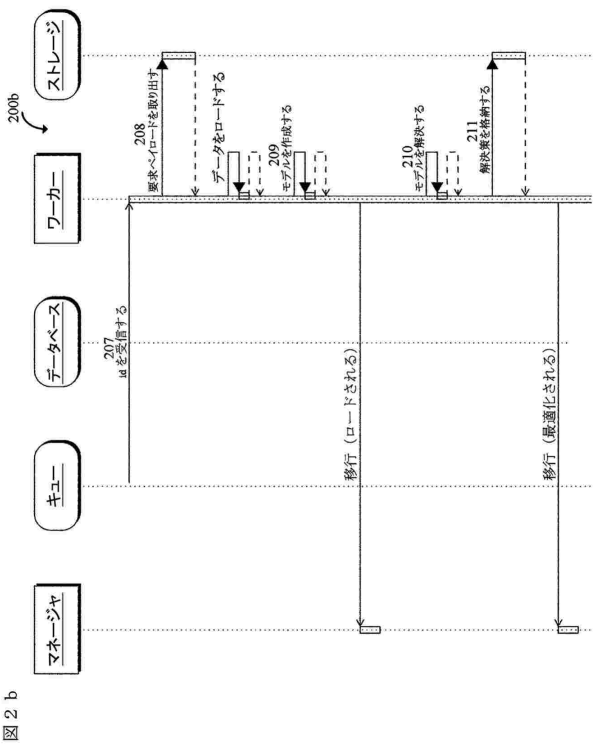 図２ｂ
200b
マネージャ
キュー
データベース
ワーカー
ストレージ
207
idを受信する
208
要求ペイロードを取り出す
データをロードする
209
モデルを作成する
移行（ロードされる）
210
モデルを解決する
211
解決策を格納する
移行（最適化される）